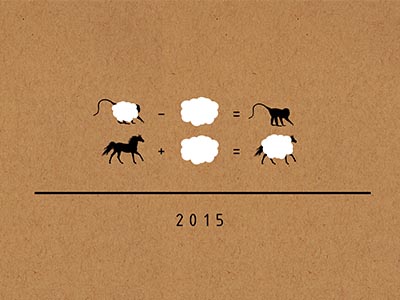 - =
+ =
2015